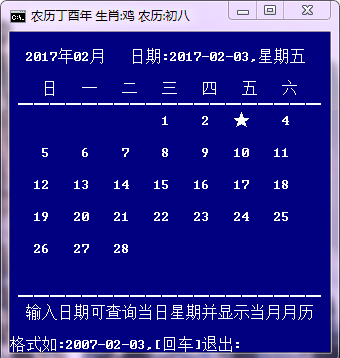 农历丁酉年 生肖:鸡 农历:初八
2017年02月 日期:2017-02-03,星期五
日 一 二 三 四 五 六
1 2 ★ 4
5 6 7 8 9 10 11
12 13 14 15 16 17 18
19 20 21 22 23 24 25
26 27 28
输入日期可查询当日星期并显示当月月历
格式如:2007-02-03,[回车]退出: